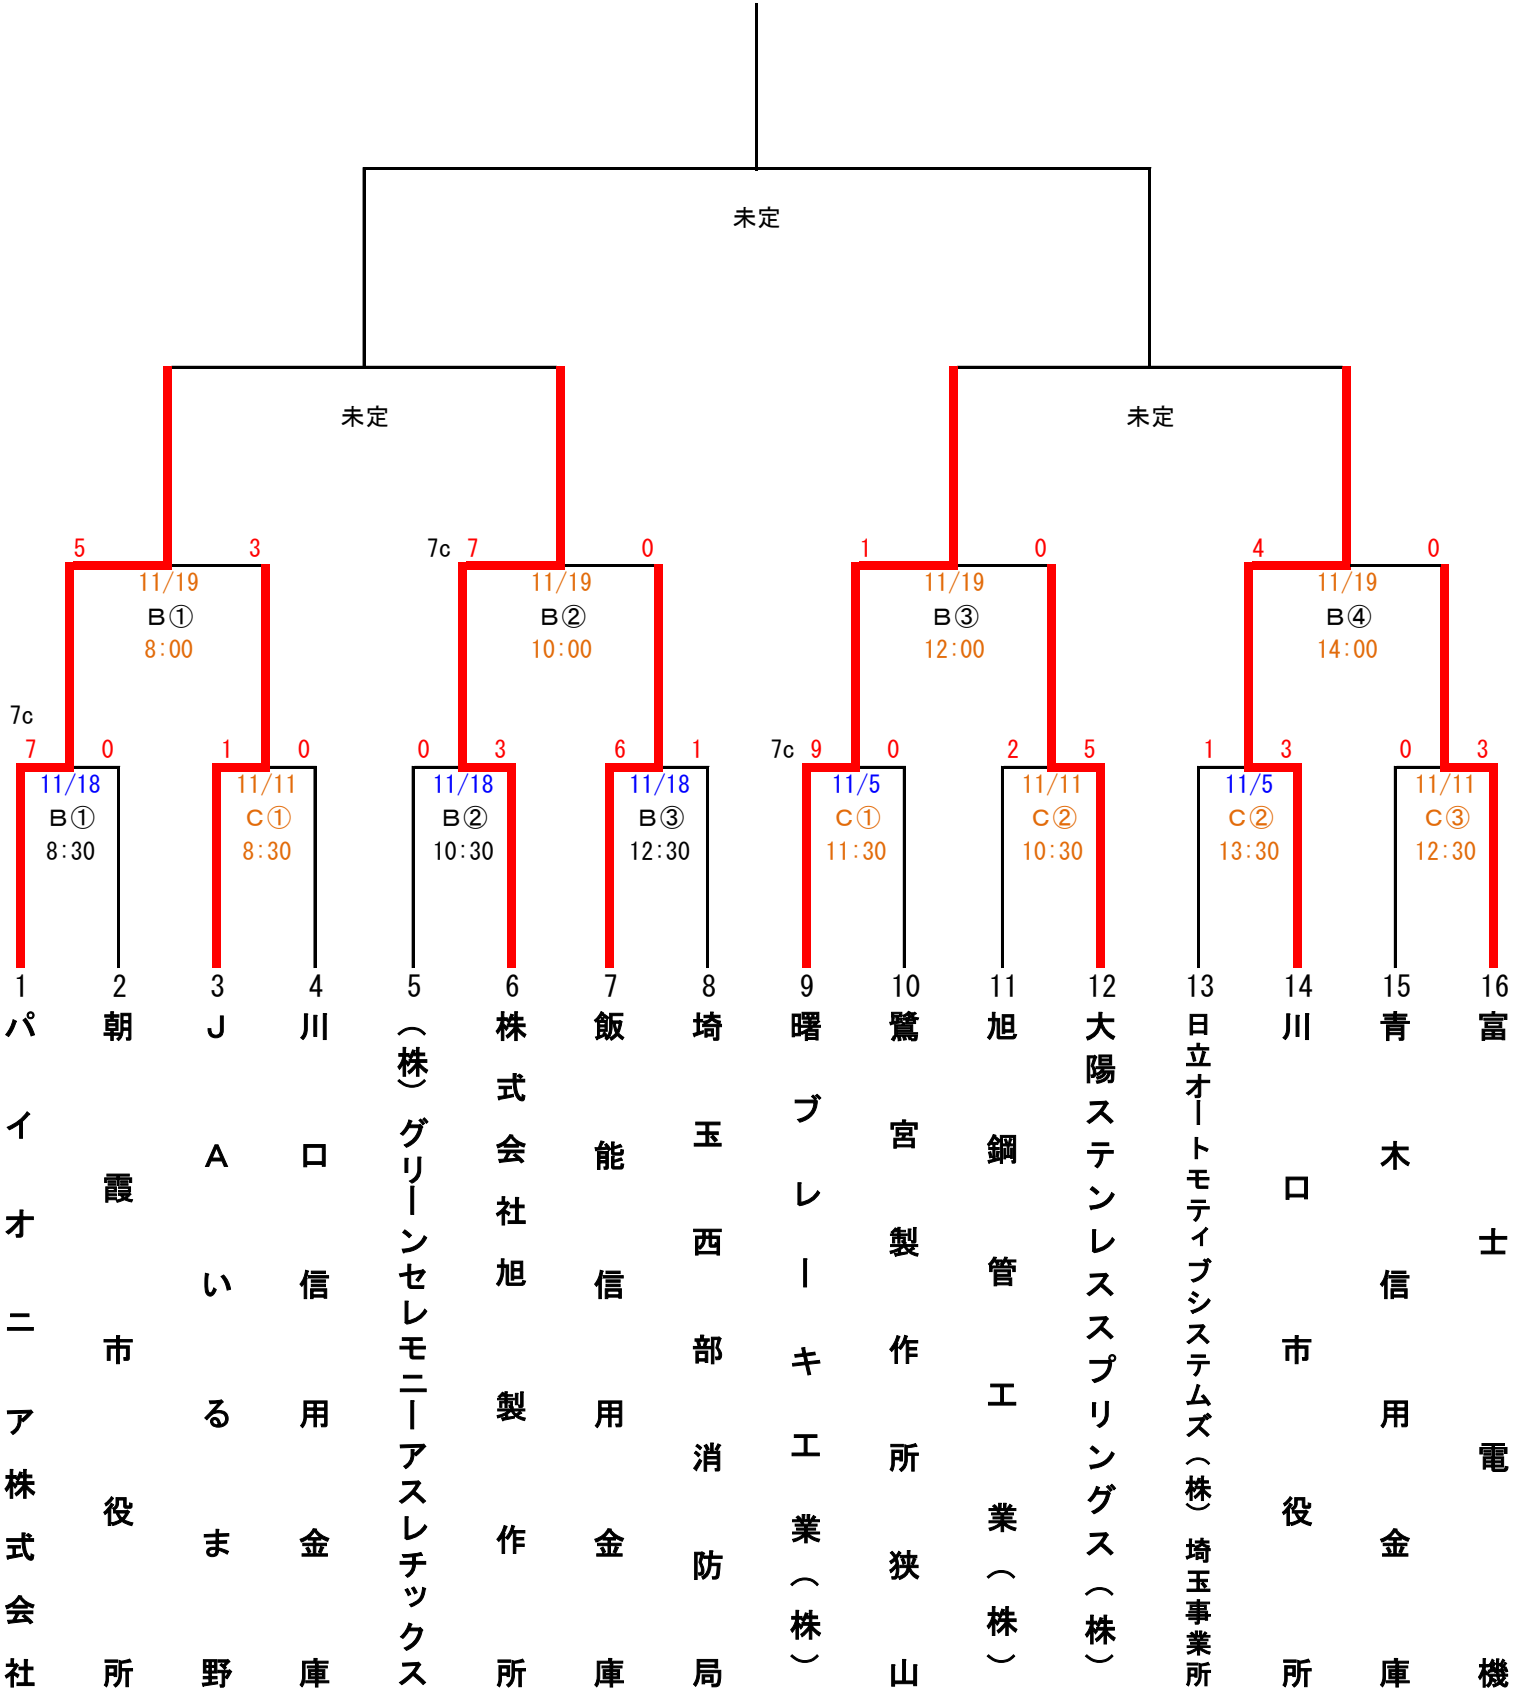 未定
未定 未定
5 3 7c 7 0 1 0 4 0
11/19 11/19 11/19 11/19
B① B② B③ B④
8:00 10:00 12:00 14:00
7c
7 0 1 0 0 3 6 1 7c 9 0 2 5 1 3 0 3
11/18 11/11 11/18 11/18 11/5 11/11 11/5 11/11
B① C① B② B③ C① C② C② C③
8:30 8:30 10:30 12:30 11:30 10:30 13:30 12:30
1 2 3 4 5 6 7 8 9 10 11 12 13 14 15 16
パイオニア株式会社
朝霞市役所
JAいるま野
川口信用金庫
(株)グリーンセレモニーアスレチックス
株式会社旭製作所
飯能信用金庫
埼玉西部消防局
曙ブレーキ工業(株)
鷺宮製作所狭山
旭鋼管工業(株)
大陽ステンレススプリングス(株)
日立オートモティブシステムズ(株)埼玉事業所
川口市役所
青木信用金庫
富士電機